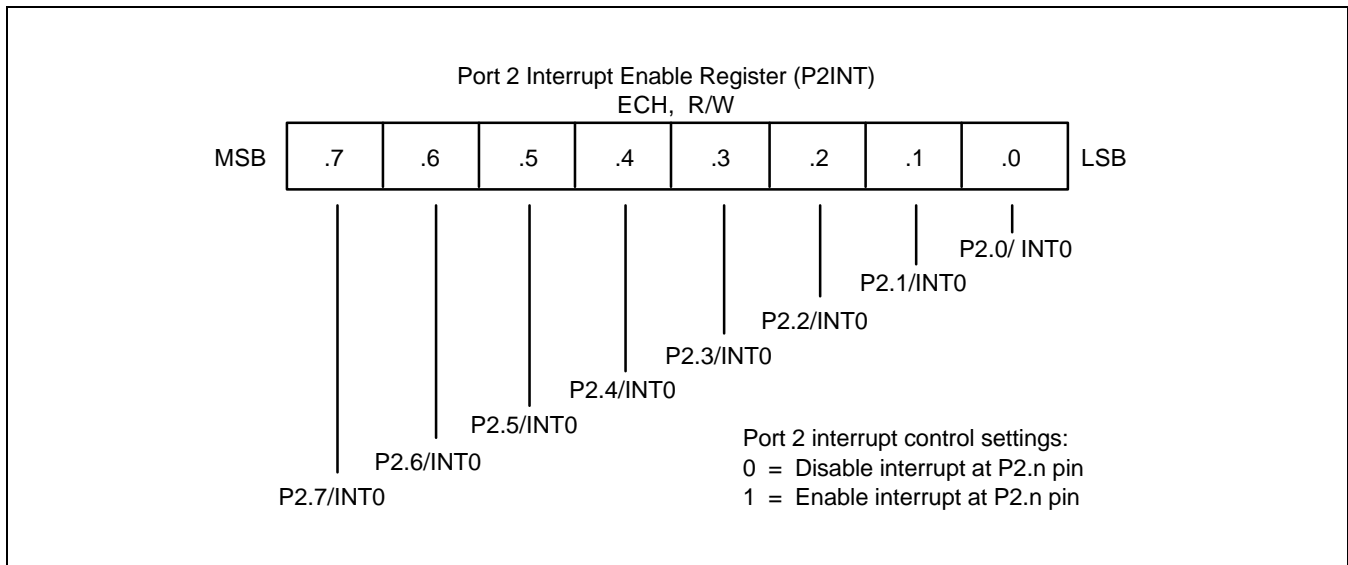 Port 2 Interrupt Enable Register (P2INT)
ECH, R/W
MSB .7 .6 .5 .4 .3 .2 .1 .0 LSB
P2.0/ INT0
P2.1/INT0
P2.2/INT0
P2.3/INT0
P2.4/INT0
P2.5/INT0
P2.6/INT0
P2.7/INT0
Port 2 interrupt control settings:
0 = Disable interrupt at P2.n pin
1 = Enable interrupt at P2.n pin